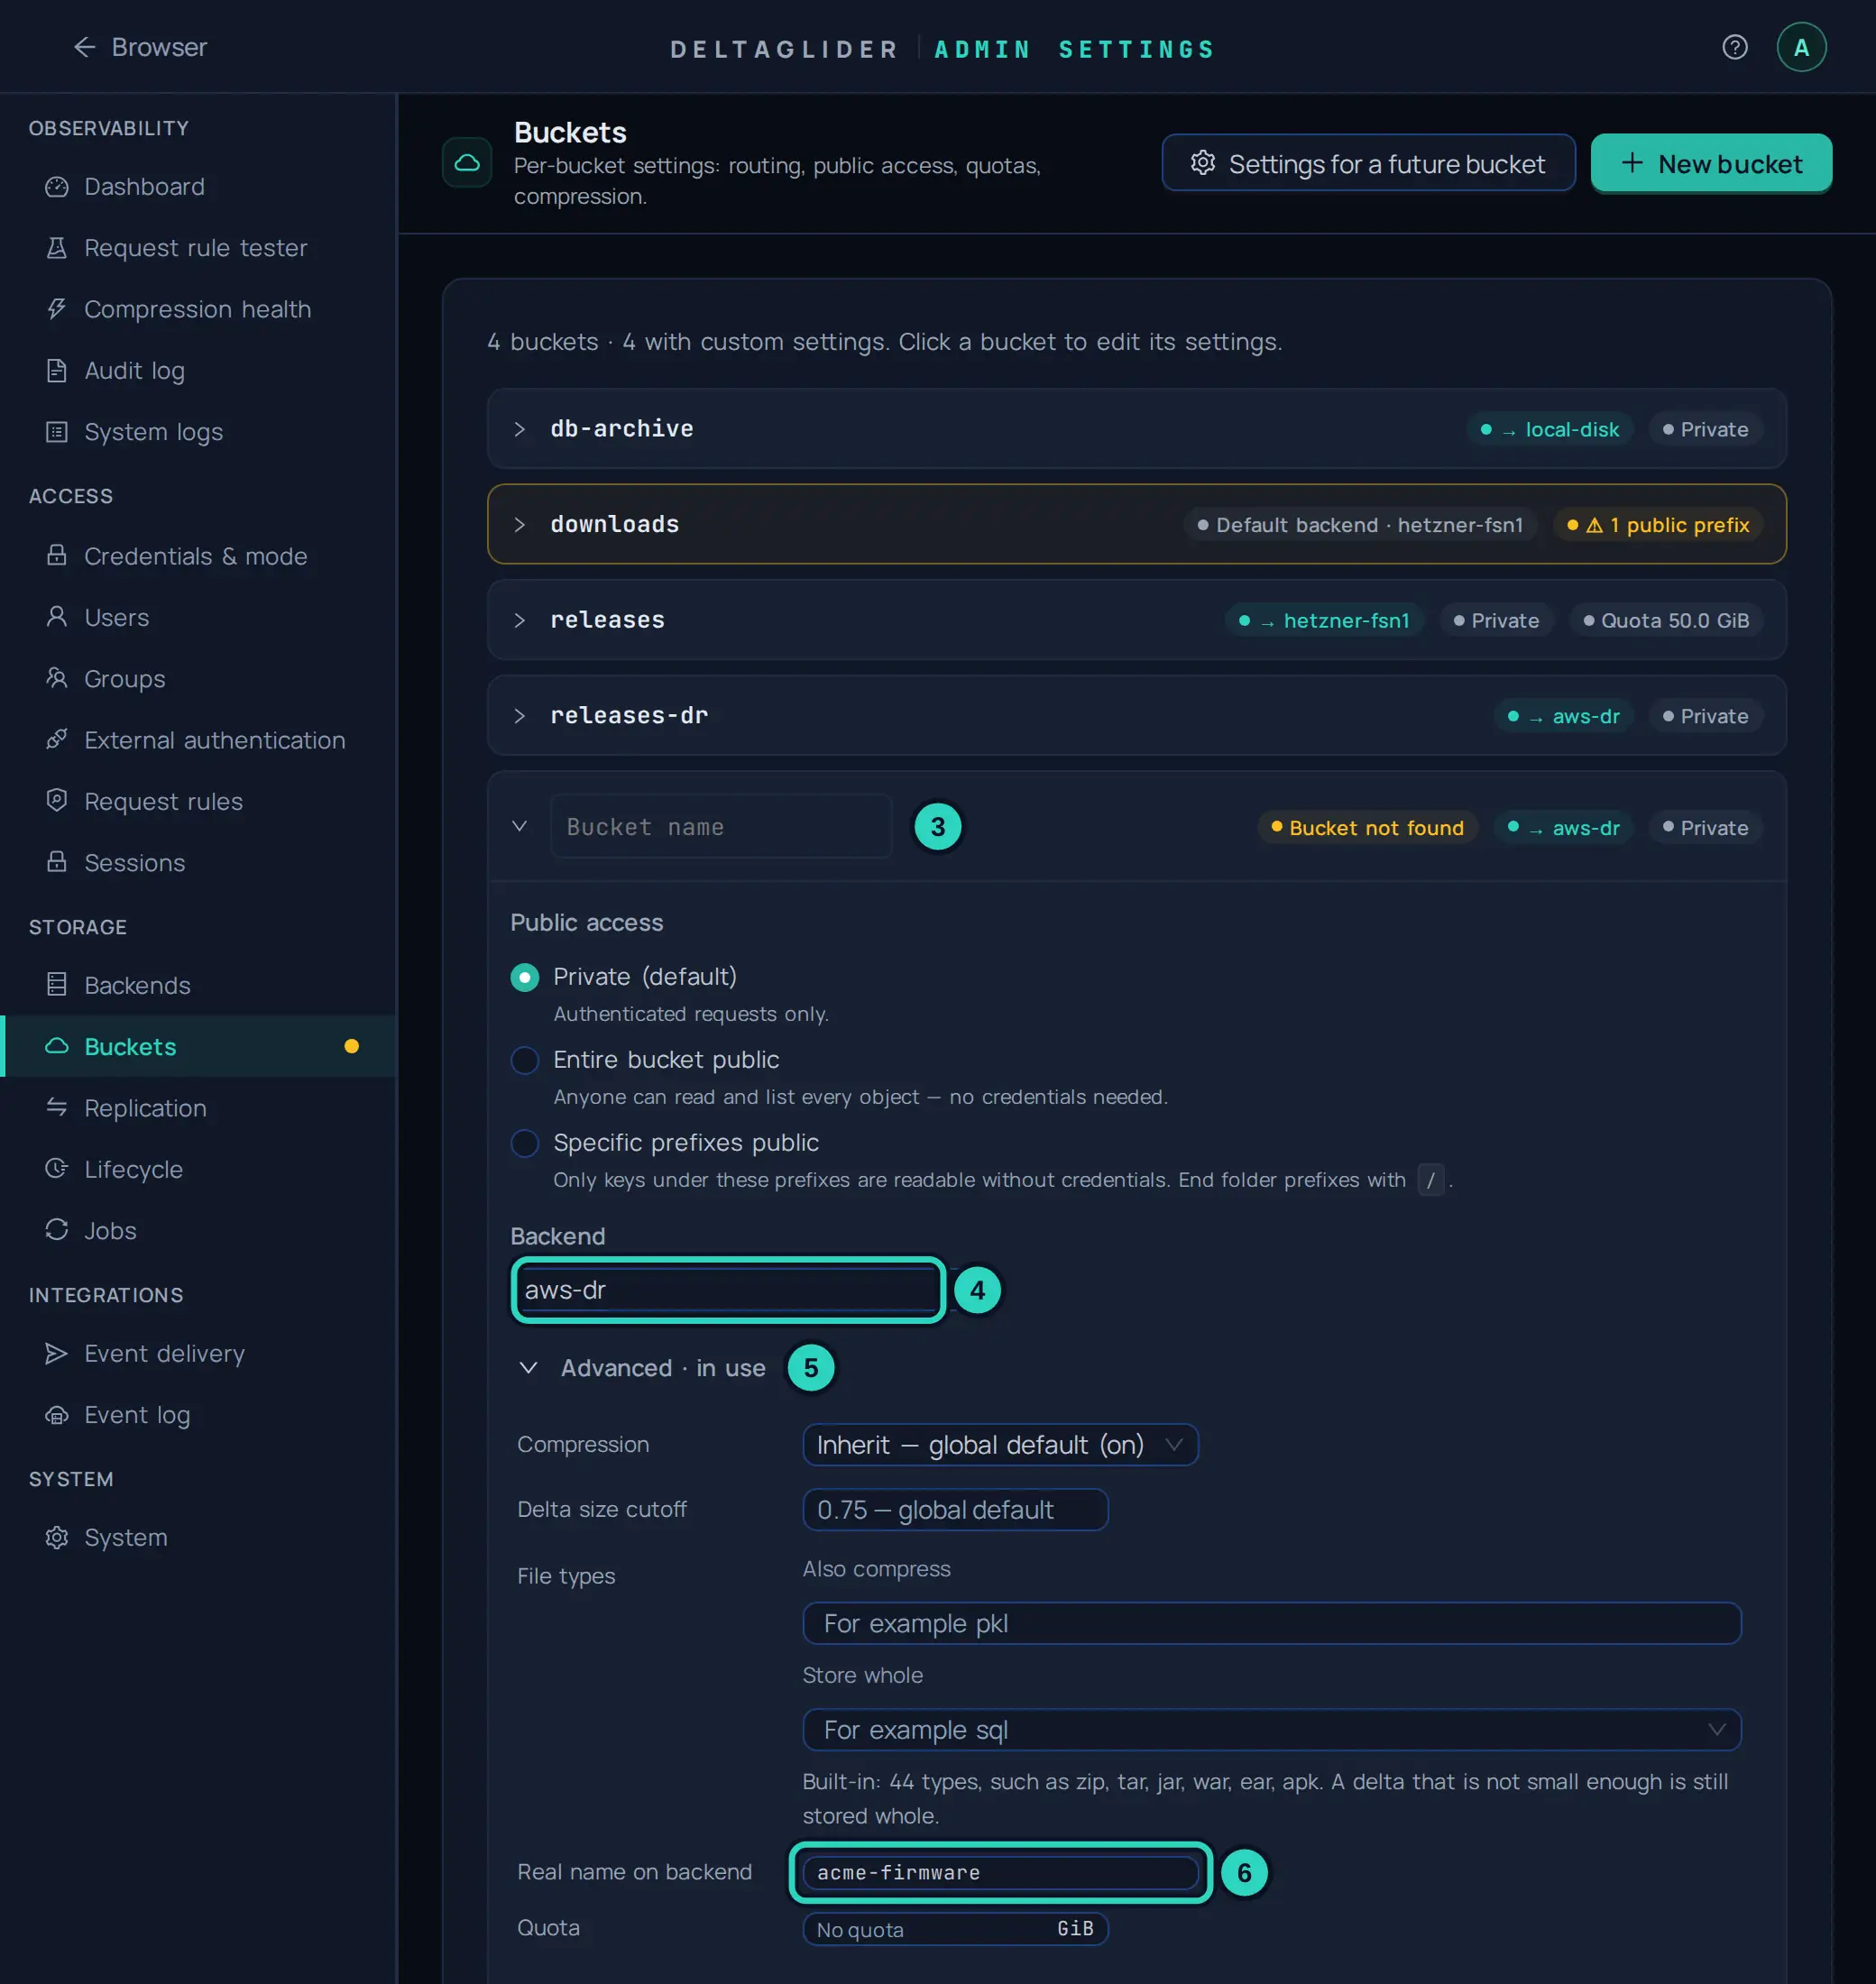 Browser
DELTAGLIDER ADMIN SETTINGS
A
OBSERVABILITY
Dashboard
Request rule tester
Compression health
Audit log
System logs
ACCESS
Credentials & mode
Users
Groups
External authentication
Request rules
Sessions
STORAGE
Backends
Buckets
Replication
Lifecycle
Jobs
INTEGRATIONS
Event delivery
Event log
SYSTEM
System
Buckets
Per-bucket settings: routing, public access, quotas,
compression.
Settings for a future bucket
+ New bucket
4 buckets · 4 with custom settings. Click a bucket to edit its settings.
db-archive → local-disk Private
downloads Default backend · hetzner-fsn1 ⚠ 1 public prefix
releases → hetzner-fsn1 Private Quota 50.0 GiB
releases-dr → aws-dr Private
Bucket name 3 Bucket not found → aws-dr Private
Public access
Private (default)
Authenticated requests only.
Entire bucket public
Anyone can read and list every object — no credentials needed.
Specific prefixes public
Only keys under these prefixes are readable without credentials. End folder prefixes with / .
Backend
aws-dr 4
Advanced · in use 5
Compression Inherit — global default (on)
Delta size cutoff 0.75 — global default
File types Also compress
For example pkl
Store whole
For example sql
Built-in: 44 types, such as zip, tar, jar, war, ear, apk. A delta that is not small enough is still
stored whole.
Real name on backend acme-firmware 6
Quota No quota GiB